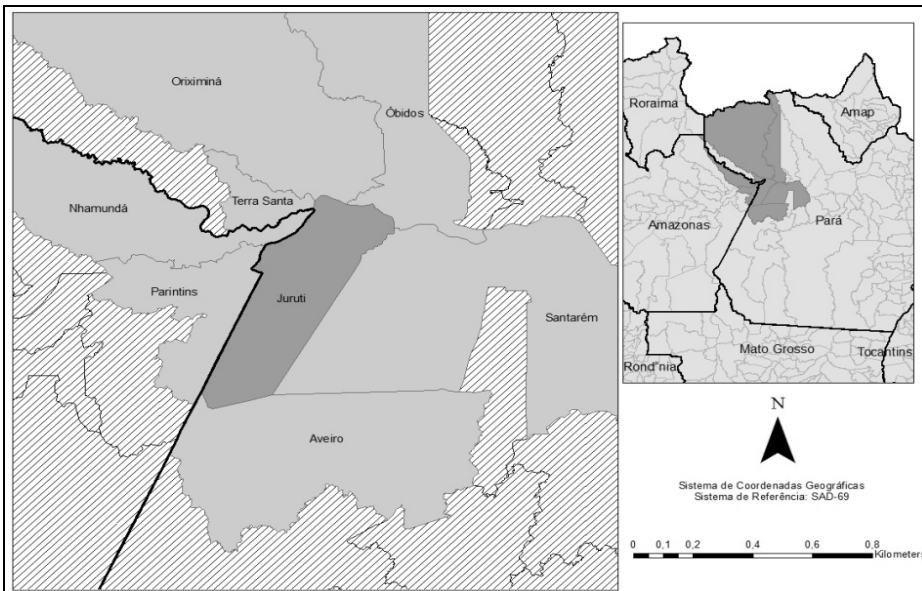 Oriximiná
Óbidos
Terra Santa
Nhamundá
Parintins
Juruti
Santarém
Aveiro
Roraima
Amap
Amazonas
Pará
Mato Grosso
Tocantins
Rond"nia
N
Sistema de Coordenadas Geográficas
Sistema de Referência: SAD-69
0 0,1 0,2 0,4 0,6 0,8
Kilometers